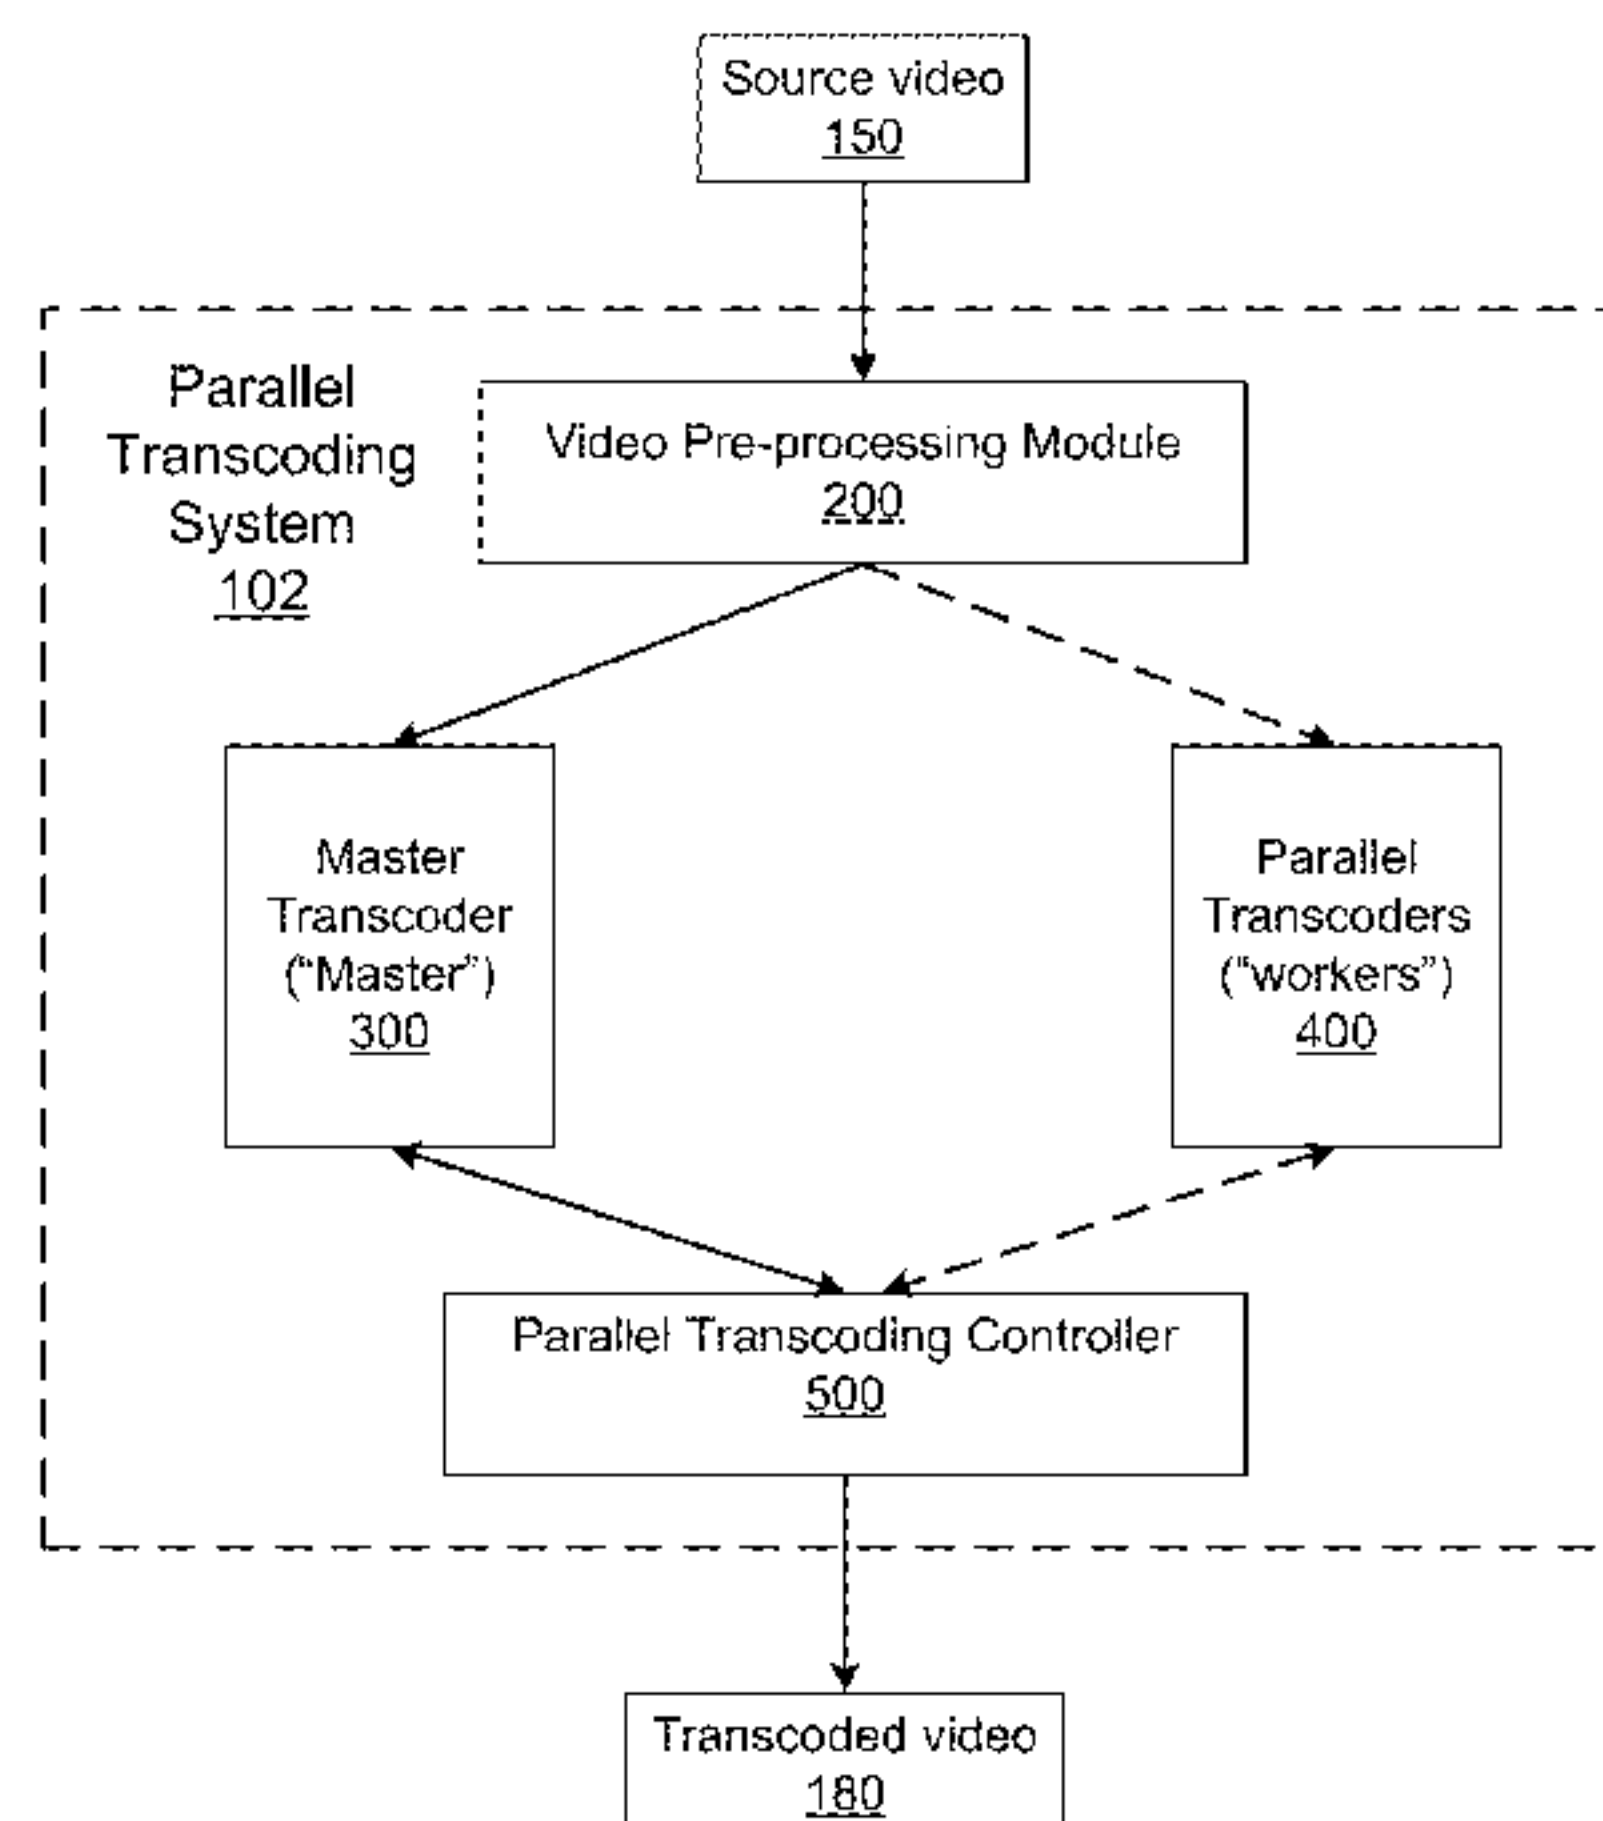 Source video
150
Parallel
Transcoding
System
102
Video Pre-processing Module
200
Master
Transcoder
(“Master”)
300
Parallel
Transcoders
(“workers”)
400
Parallel Transcoding Controller
500
Transcoded video
180